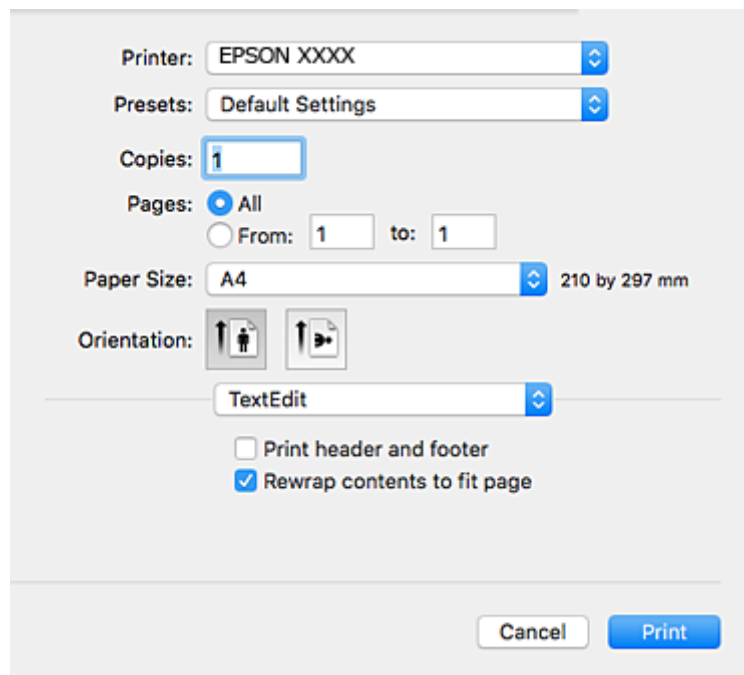 Printer: EPSON XXXX
Presets: Default Settings
Copies: 1
Pages: All
From: 1 to: 1
Paper Size: A4 210 by 297 mm
Orientation:
TextEdit
Print header and footer
Rewrap contents to fit page
Cancel Print